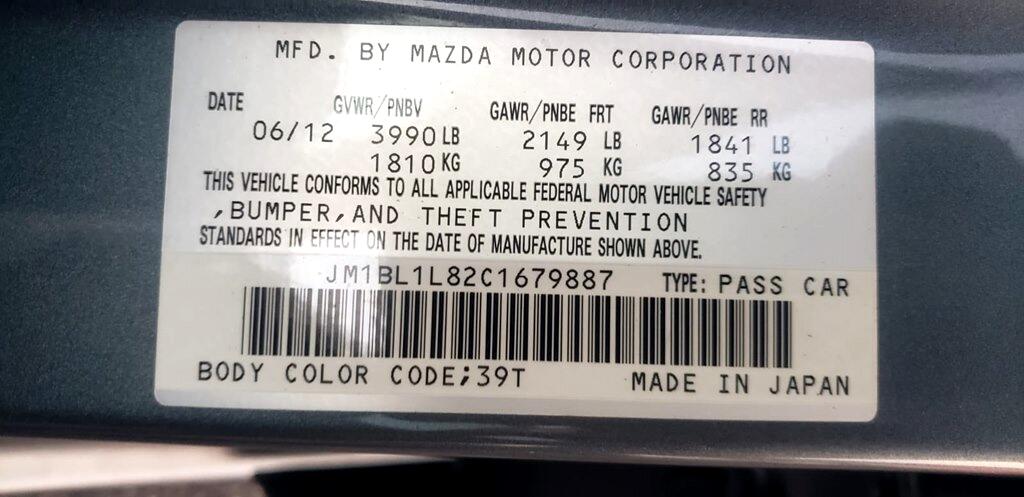 MFD. BY MAZDA MOTOR CORPORATION
DATE GVWR/PNBV GAWR/PNBE FRT GAWR/PNBE RR
06/12 3990 LB 2149 LB 1841 LB
1810 KG 975 KG 835 KG
THIS VEHICLE CONFORMS TO ALL APPLICABLE FEDERAL MOTOR VEHICLE SAFETY
,BUMPER,AND THEFT PREVENTION
STANDARDS IN EFFECT ON THE DATE OF MANUFACTURE SHOWN ABOVE.
JM1BL1L82C1679887 TYPE: PASS CAR
BODY COLOR CODE;39T MADE IN JAPAN